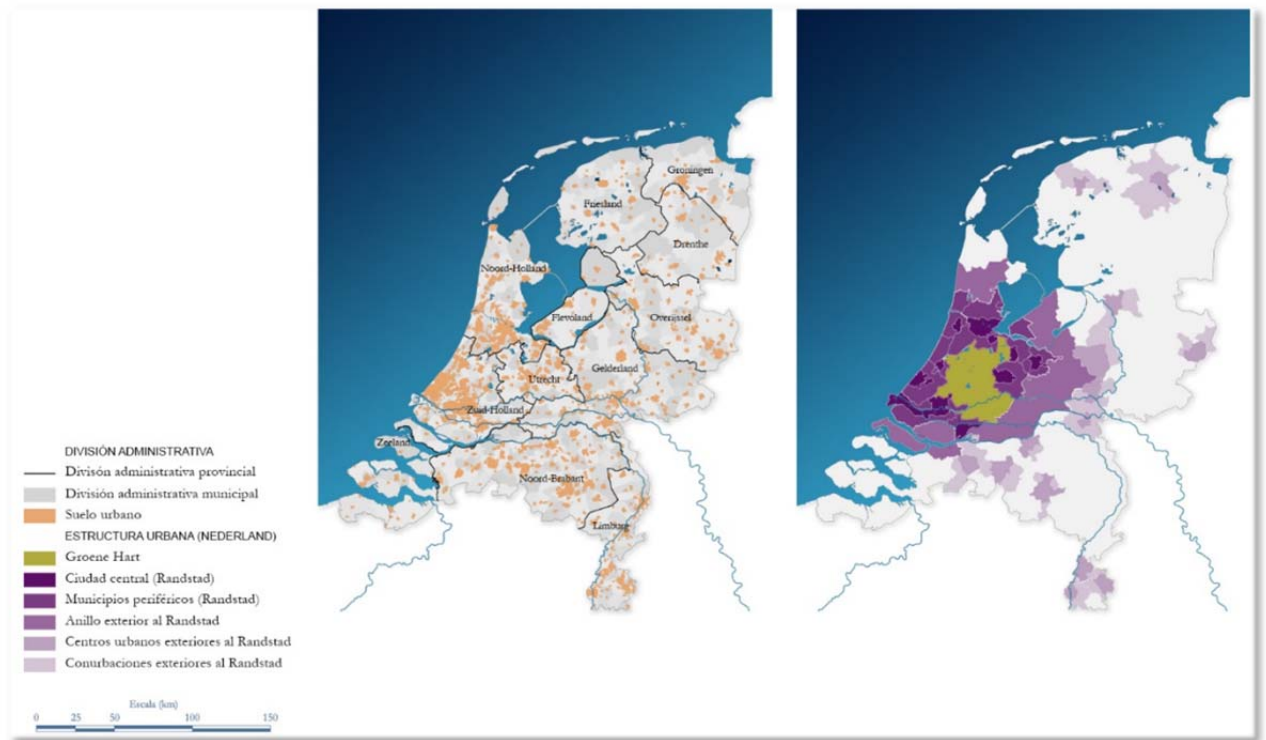 DIVISIÓN ADMINISTRATIVA
Divisón administrativa provincial
División administrativa municipal
Suelo urbano
ESTRUCTURA URBANA (NEDERLAND)
Groene Hart
Ciudad central (Randstad)
Municipios periféricos (Randstad)
Anillo exterior al Randstad
Centros urbanos exteriores al Randstad
Conurbaciones exteriores al Randstad
Escala (km)
0 25 50 100 150
Groningen
Friesland
Drenthe
Noord-Holland
Flevoland
Overijssel
Gelderland
Utrecht
Zuid-Holland
Zeeland
Noord-Brabant
Limburg